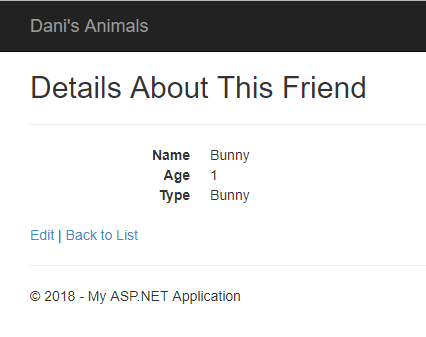 Dani's Animals
Details About This Friend
Name Bunny
Age 1
Type Bunny
Edit | Back to List
© 2018 - My ASP.NET Application